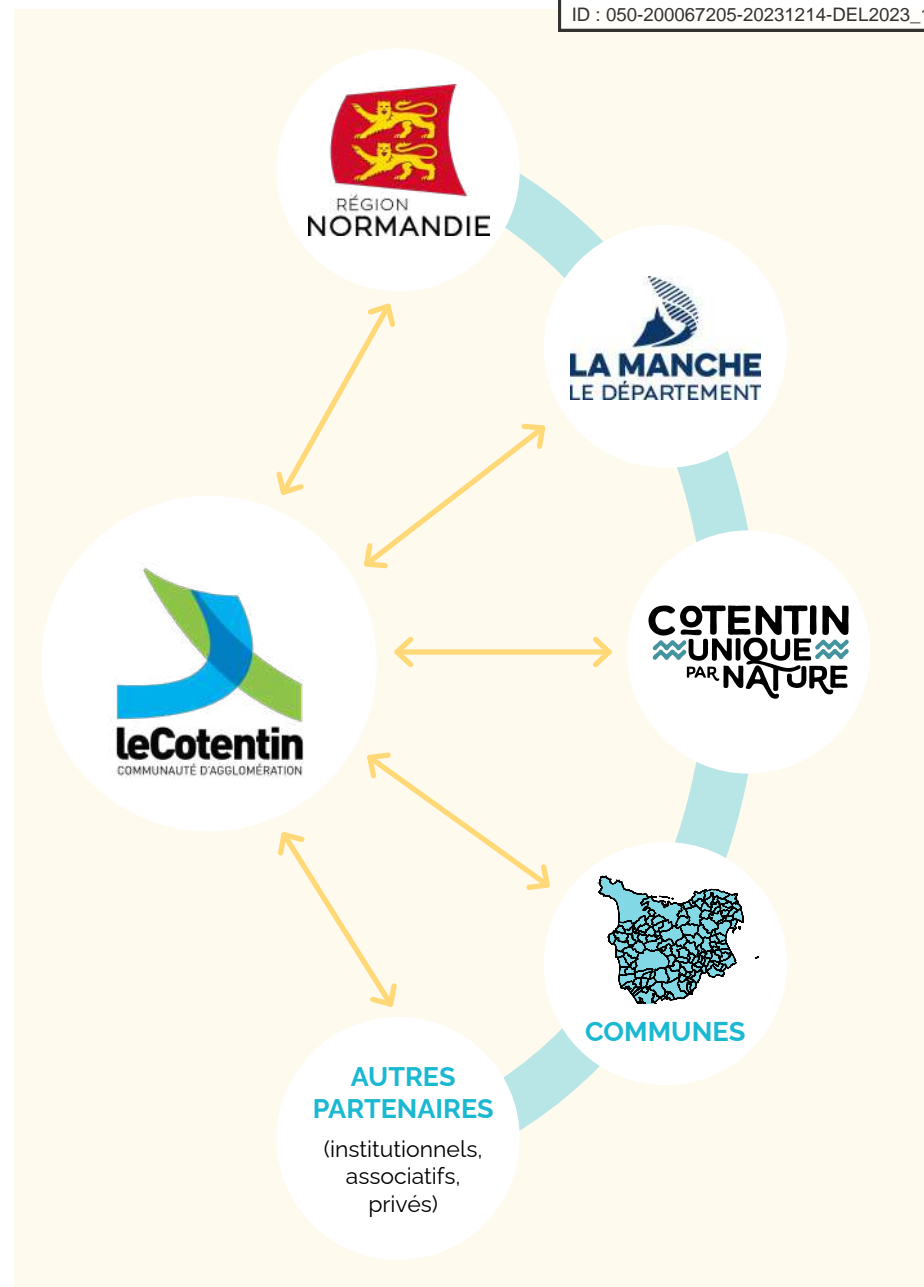 ID : 050-200067205-20231214-DEL2023_
RÉGION
NORMANDIE
LA MANCHE
LE DÉPARTEMENT
COTENTIN
UNIQUE
PAR NATURE
leCotentin
COMMUNAUTÉ D'AGGLOMÉRATION
COMMUNES
AUTRES
PARTENAIRES
(institutionnels,
associatifs,
privés)